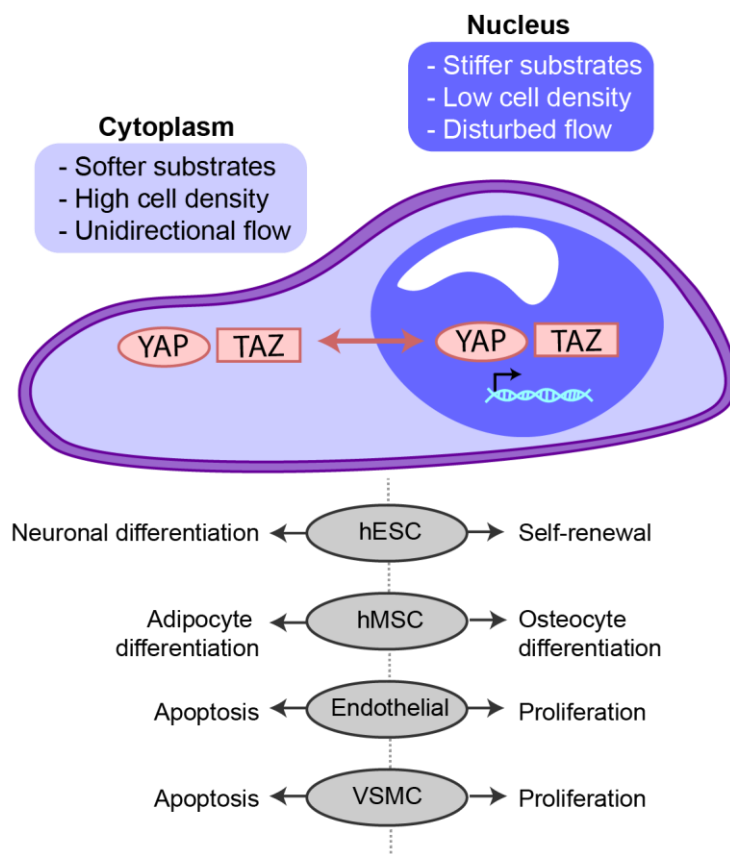 Nucleus
- Stiffer substrates
- Low cell density
- Disturbed flow
Cytoplasm
- Softer substrates
- High cell density
- Unidirectional flow
YAP TAZ
YAP TAZ
Neuronal differentiation
hESC
Self-renewal
Adipocyte
differentiation
hMSC
Osteocyte
differentiation
Apoptosis
Endothelial
Proliferation
Apoptosis
VSMC
Proliferation